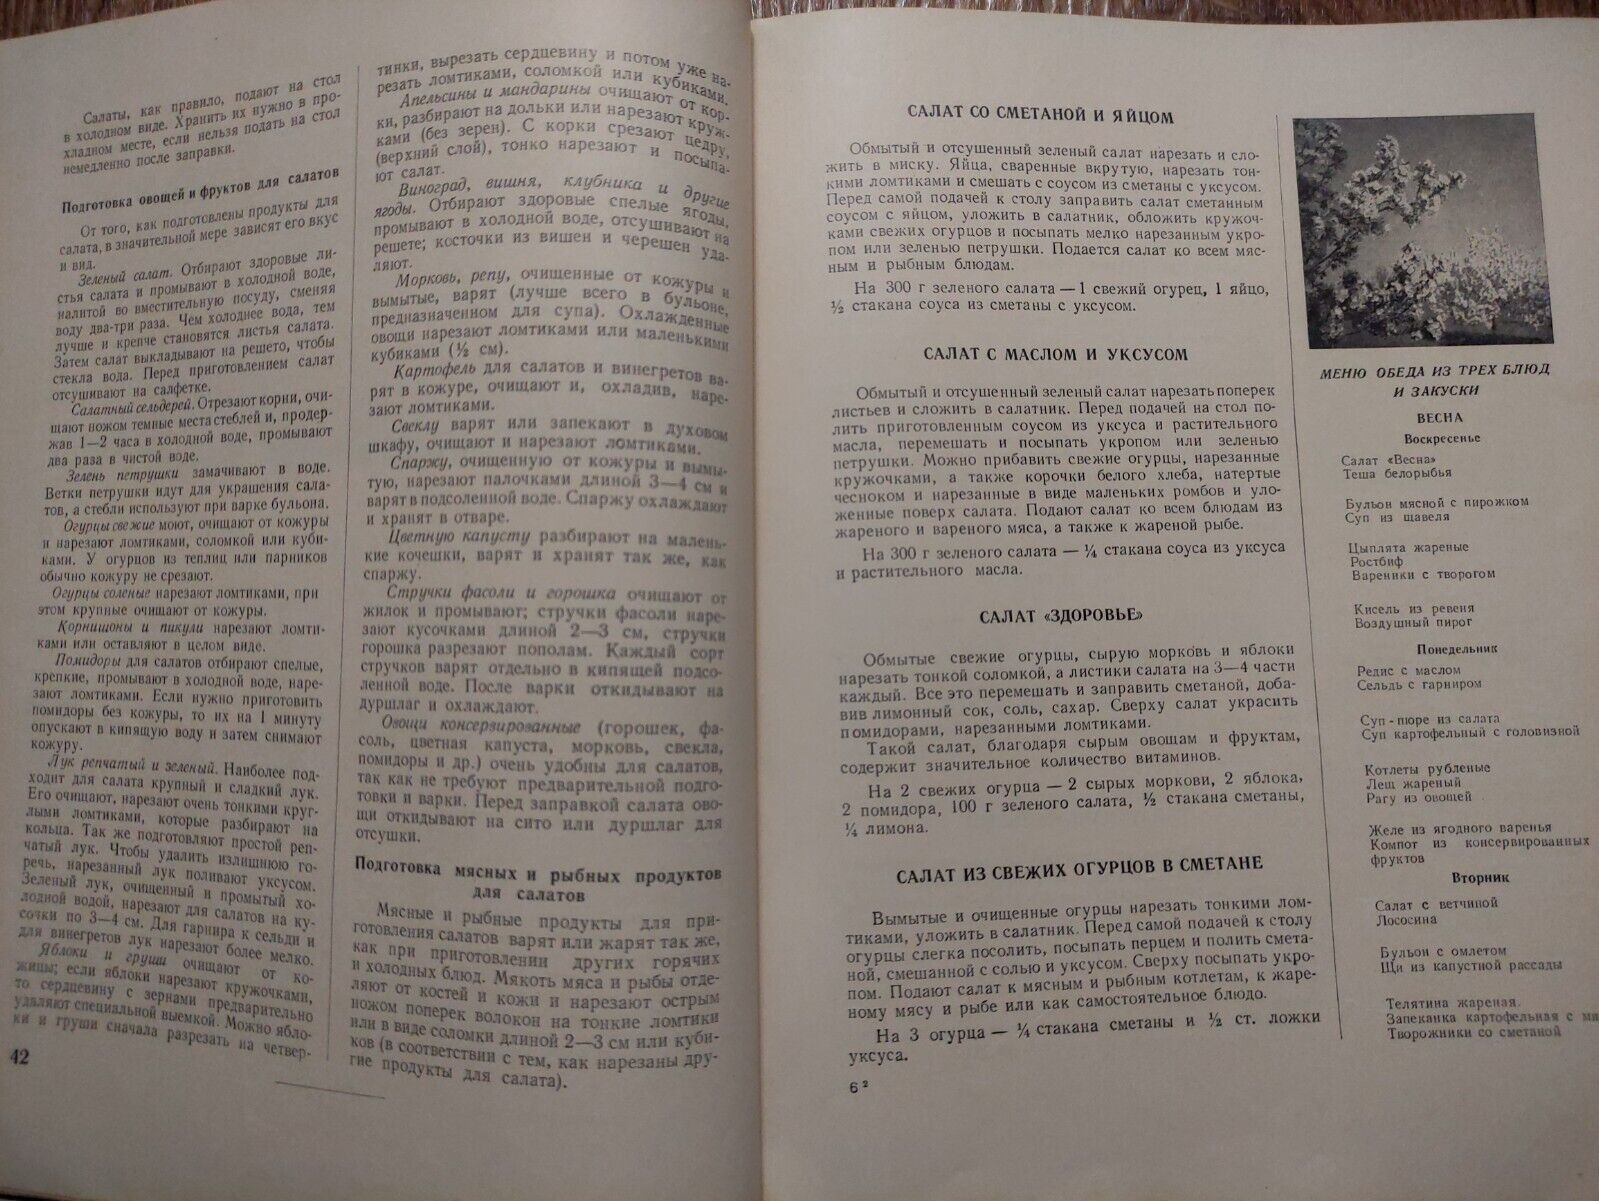 Салаты, как правило, подают на стол
в холодном виде. Хранить их нужно в про-
хладном месте, если нельзя подать на стол
немедленно после заправки.
Подготовка овощей и фруктов для салатов
От того, как подготовлены продукты для
салата, в значительной мере зависят его вкус
и вид.
Зеленый салат. Отбирают здоровые ли-
стья салата и промывают в холодной воде,
налитой во вместительную посуду, сменяя
воду два-три раза. Чем холоднее вода, тем
лучше и крепче становятся листья салата.
Затем салат выкладывают на решето, чтобы
стекла вода. Перед приготовлением салат
отсушивают на салфетке.
Салатный сельдерей. Отрезают корни, очи-
щают ножом темные места стеблей и, продер-
жав 1—2 часа в холодной воде, промывают
два раза в чистой воде.
Зелень петрушки замачивают в воде.
Ветки петрушки идут для украшения сала-
тов, а стебли используют при варке бульона.
Огурцы свежие моют, очищают от кожуры
и нарезают ломтиками, соломкой или куби-
ками. У огурцов из теплиц или парников
обычно кожуру не срезают.
Огурцы соленые нарезают ломтиками, при
этом крупные очищают от кожуры.
Корнишоны и пикули нарезают ломти-
ками или оставляют в целом виде.
Помидоры для салатов отбирают спелые,
крепкие, промывают в холодной воде, наре-
зают ломтиками. Если нужно приготовить
помидоры без кожуры, то их на 1 минуту
опускают в кипящую воду и затем снимают
кожуру.
Лук репчатый и зеленый. Наиболее под-
ходит для салата крупный и сладкий лук.
Его очищают, нарезают очень тонкими круг-
лыми ломтиками, которые разбирают на
кольца. Так же подготовляют простой реп-
чатый лук. Чтобы удалить излишнюю го-
речь, нарезанный лук поливают уксусом.
Зеленый лук, очищенный и промытый хо-
лодной водой, нарезают для салатов на ку-
сочки по 3—4 см. Для гарнира к сельди и
для винегретов лук нарезают более мелко.
Яблоки и груши очищают от ко-
жицы; если яблоки нарезают кружочками,
то сердцевину с зернами предварительно
удаляют специальной выемкой. Можно ябло-
ки и груши сначала разрезать на четвер-
42
тинки, вырезать сердцевину и потом уже на-
резать ломтиками, соломкой или кубиками.
Апельсины и мандарины очищают от кор-
ки, разбирают на дольки или нарезают круж-
ками (без зерен). С корки срезают цедру,
(верхний слой), тонко нарезают и посыпа-
ют салат.
Виноград, вишня, клубника и другие
ягоды. Отбирают здоровые спелые ягоды,
промывают в холодной воде, отсушивают на
решете; косточки из вишен и черешен уда-
ляют.
Морковь, репу, очищенные от кожуры и
вымытые, варят (лучше всего в бульоне,
предназначенном для супа). Охлажденные
овощи нарезают ломтиками или маленькими
кубиками (½ см).
Картофель для салатов и винегретов ва-
рят в кожуре, очищают и, охладив, наре-
зают ломтиками.
Свеклу варят или запекают в духовом
шкафу, очищают и нарезают ломтиками.
Спаржу, очищенную от кожуры и вымы-
тую, нарезают палочками длиной 3—4 см и
варят в подсоленной воде. Спаржу охлаждают
и хранят в отваре.
Цветную капусту разбирают на малень-
кие кочешки, варят и хранят так же, как
спаржу.
Стручки фасоли и горошка очищают от
жилок и промывают; стручки фасоли наре-
зают кусочками длиной 2—3 см, стручки
горошка разрезают пополам. Каждый сорт
стручков варят отдельно в кипящей подсо-
ленной воде. После варки откидывают на
дуршлаг и охлаждают.
Овощи консервированные (горошек, фа-
соль, цветная капуста, морковь, свекла,
помидоры и др.) очень удобны для салатов,
так как не требуют предварительной подго-
товки и варки. Перед заправкой салата ово-
щи откидывают на сито или дуршлаг для
отсушки.
Подготовка мясных и рыбных продуктов
для салатов
Мясные и рыбные продукты для при-
готовления салатов варят или жарят так же,
как при приготовлении других горячих
и холодных блюд. Мякоть мяса и рыбы отде-
ляют от костей и кожи и нарезают острым
ножом поперек волокон на тонкие ломтики
или в виде соломки длиной 2—3 см или куби-
ков (в соответствии с тем, как нарезаны дру-
гие продукты для салата).
САЛАТ СО СМЕТАНОЙ И ЯЙЦОМ
Обмытый и отсушенный зеленый салат нарезать и сло-
жить в миску. Яйца, сваренные вкрутую, нарезать тон-
кими ломтиками и смешать с соусом из сметаны с уксусом.
Перед самой подачей к столу заправить салат сметанным
соусом с яйцом, уложить в салатник, обложить кружоч-
ками свежих огурцов и посыпать мелко нарезанным укро-
пом или зеленью петрушки. Подается салат ко всем мяс-
ным и рыбным блюдам.
На 300 г зеленого салата — 1 свежий огурец, 1 яйцо,
½ стакана соуса из сметаны с уксусом.
САЛАТ С МАСЛОМ И УКСУСОМ
Обмытый и отсушенный зеленый салат нарезать поперек
листьев и сложить в салатник. Перед подачей на стол по-
лить приготовленным соусом из уксуса и растительного
масла, перемешать и посыпать укропом или зеленью
петрушки. Можно прибавить свежие огурцы, нарезанные
кружочками, а также корочки белого хлеба, натертые
чесноком и нарезанные в виде маленьких ромбов и уло-
женные поверх салата. Подают салат ко всем блюдам из
жареного и вареного мяса, а также к жареной рыбе.
На 300 г зеленого салата — ¼ стакана соуса из уксуса
и растительного масла.
САЛАТ «ЗДОРОВЬЕ»
Обмытые свежие огурцы, сырую морковь и яблоки
нарезать тонкой соломкой, а листики салата на 3—4 части
каждый. Все это перемешать и заправить сметаной, доба-
вив лимонный сок, соль, сахар. Сверху салат украсить
помидорами, нарезанными ломтиками.
Такой салат, благодаря сырым овощам и фруктам,
содержит значительное количество витаминов.
На 2 свежих огурца — 2 сырых моркови, 2 яблока,
2 помидора, 100 г зеленого салата, ½ стакана сметаны,
¼ лимона.
САЛАТ ИЗ СВЕЖИХ ОГУРЦОВ В СМЕТАНЕ
Вымытые и очищенные огурцы нарезать тонкими лом-
тиками, уложить в салатник. Перед самой подачей к столу
огурцы слегка посолить, посыпать перцем и полить смета-
ной, смешанной с солью и уксусом. Сверху посыпать укро-
пом. Подают салат к мясным и рыбным котлетам, к жаре-
ному мясу и рыбе или как самостоятельное блюдо.
На 3 огурца — ¼ стакана сметаны и ½ ст. ложки
уксуса.
6²
МЕНЮ ОБЕДА ИЗ ТРЕХ БЛЮД
И ЗАКУСКИ
ВЕСНА
Воскресенье
Салат «Весна»
Теша белорыбья
Бульон мясной с пирожком
Суп из щавеля
Цыплята жареные
Ростбиф
Вареники с творогом
Кисель из ревеня
Воздушный пирог
Понедельник
Редис с маслом
Сельдь с гарниром
Суп-пюре из салата
Суп картофельный с головизной
Котлеты рубленые
Лещ жареный
Рагу из овощей
Желе из ягодного варенья
Компот из консервированных
фруктов
Вторник
Салат с ветчиной
Лососина
Бульон с омлетом
Щи из капустной рассады
Телятина жареная
Запеканка картофельная с
Творожники со сметаной